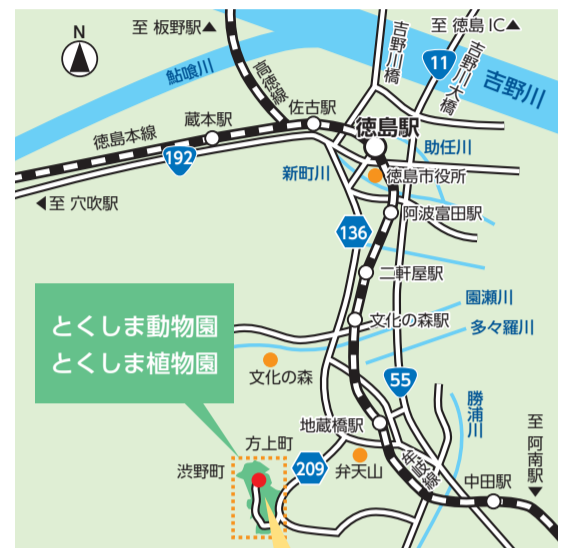 至 板野駅▲
至 徳島IC▲
N
吉野川橋
11
吉野川大橋
吉野川
鮎喰川
高徳線
佐古駅
蔵本駅
徳島駅
徳島本線
192
助任川
新町川
徳島市役所
◀至 穴吹駅
阿波富田駅
136
二軒屋駅
園瀬川
とくしま動物園
とくしま植物園
文化の森駅
多々羅川
文化の森
55
勝浦川
地蔵橋駅
至 阿南駅▼
方上町
牟岐線
渋野町
209
弁天山
中田駅